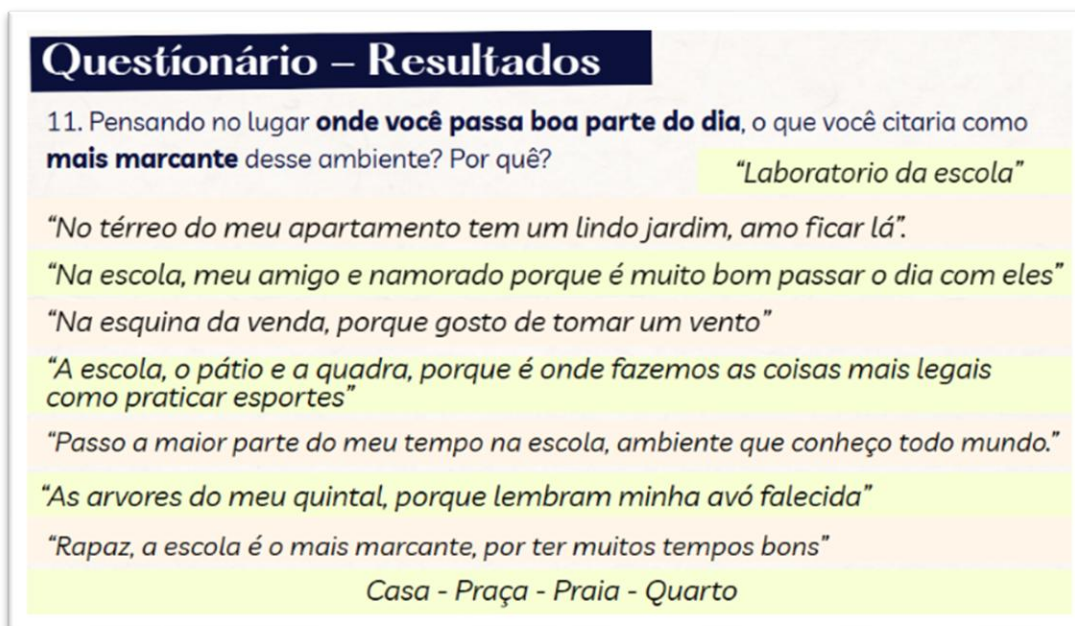 Questionário – Resultados
11. Pensando no lugar onde você passa boa parte do dia, o que você citaria como
mais marcante desse ambiente? Por quê?
“Laboratorio da escola”
“No térreo do meu apartamento tem um lindo jardim, amo ficar lá”.
“Na escola, meu amigo e namorado porque é muito bom passar o dia com eles”
“Na esquina da venda, porque gosto de tomar um vento”
“A escola, o pátio e a quadra, porque é onde fazemos as coisas mais legais
como praticar esportes”
“Passo a maior parte do meu tempo na escola, ambiente que conheço todo mundo.”
“As arvores do meu quintal, porque lembram minha avó falecida”
“Rapaz, a escola é o mais marcante, por ter muitos tempos bons”
Casa - Praça - Praia - Quarto